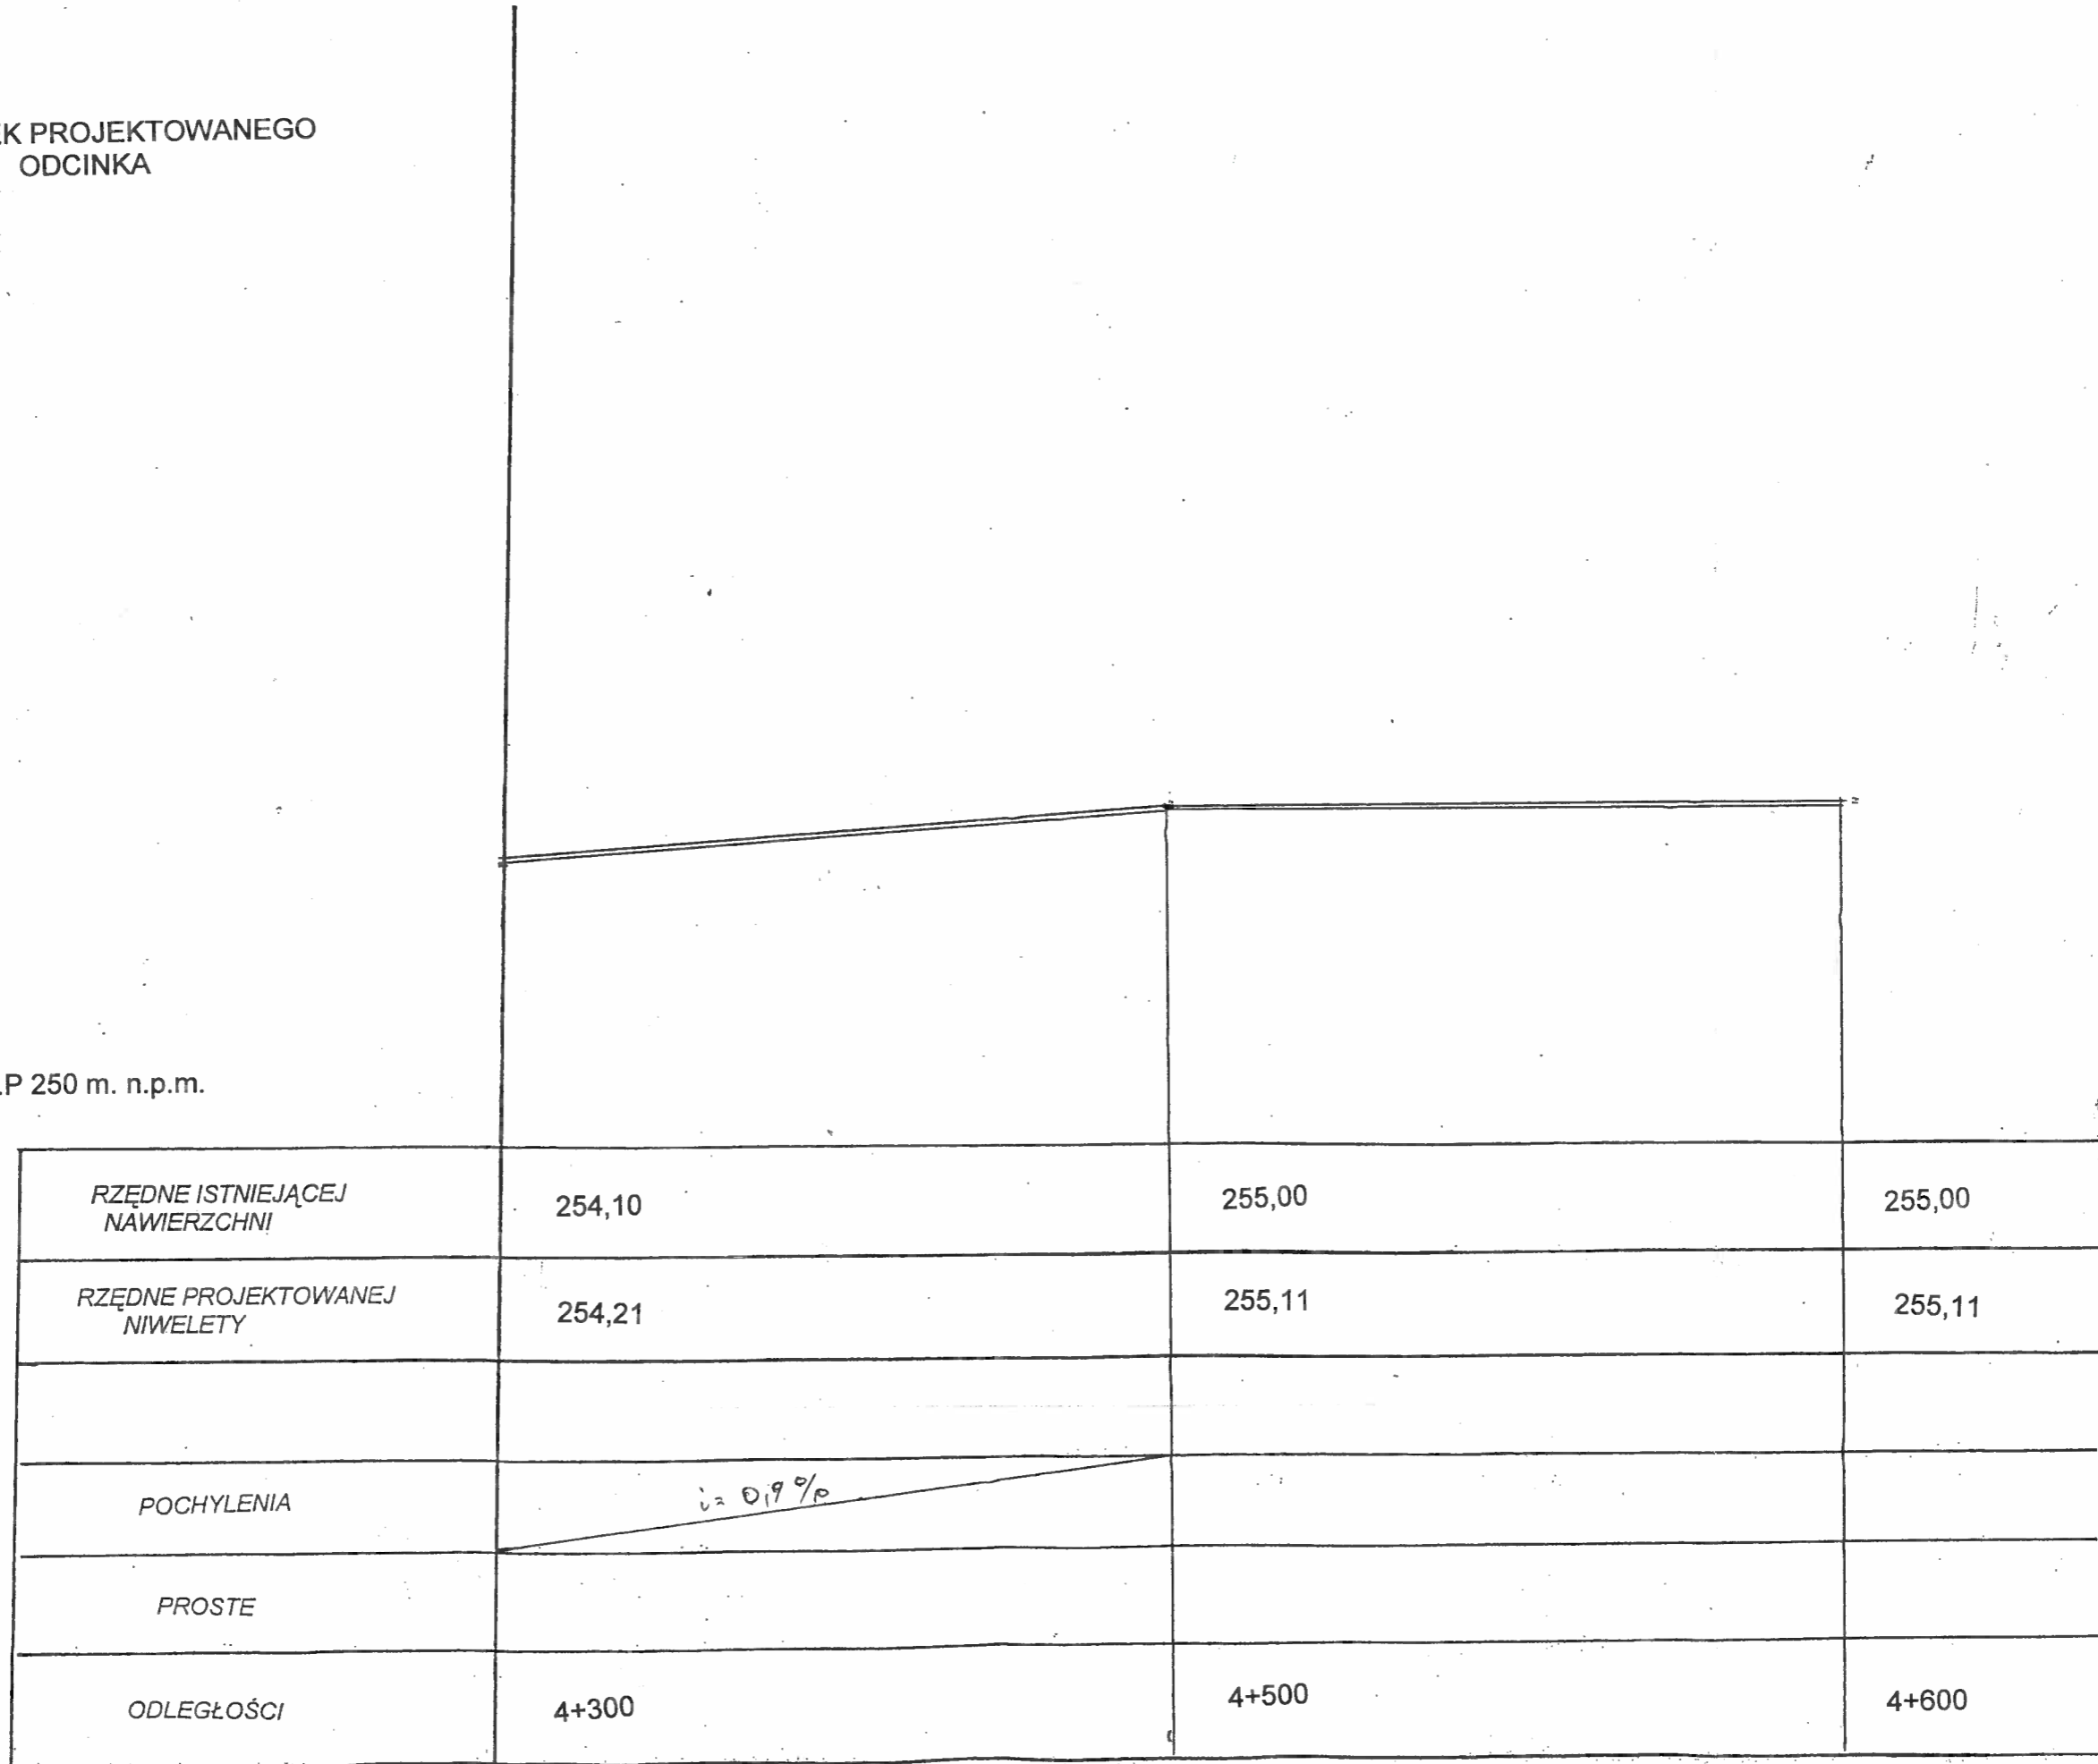 K PROJEKTOWANEGO
ODCINKA
.P 250 m. n.p.m.
RZĘDNE ISTNIEJĄCEJ
NAWIERZCHNI
254,10
255,00
255,00
RZĘDNE PROJEKTOWANEJ
NIWELETY
254,21
255,11
255,11
POCHYLENIA
i= 0,9 %
PROSTE
ODLEGŁOŚCI
4+300
4+500
4+600